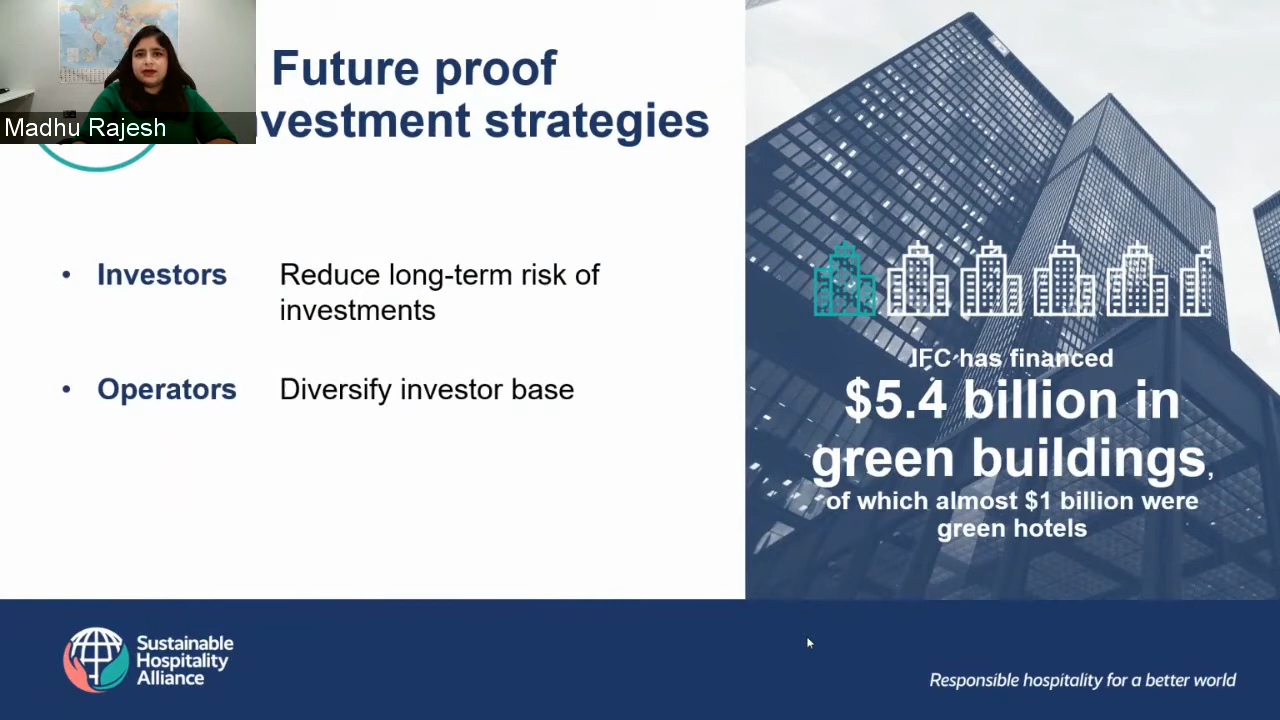 Madhu Rajesh
Future proof
vestment strategies
• Investors
Reduce long-term risk of
investments
• Operators
Diversify investor base
IFC has financed
$5.4 billion in
green buildings,
of which almost $1 billion were
green hotels
Sustainable
Hospitality
Alliance
Responsible hospitality for a better world